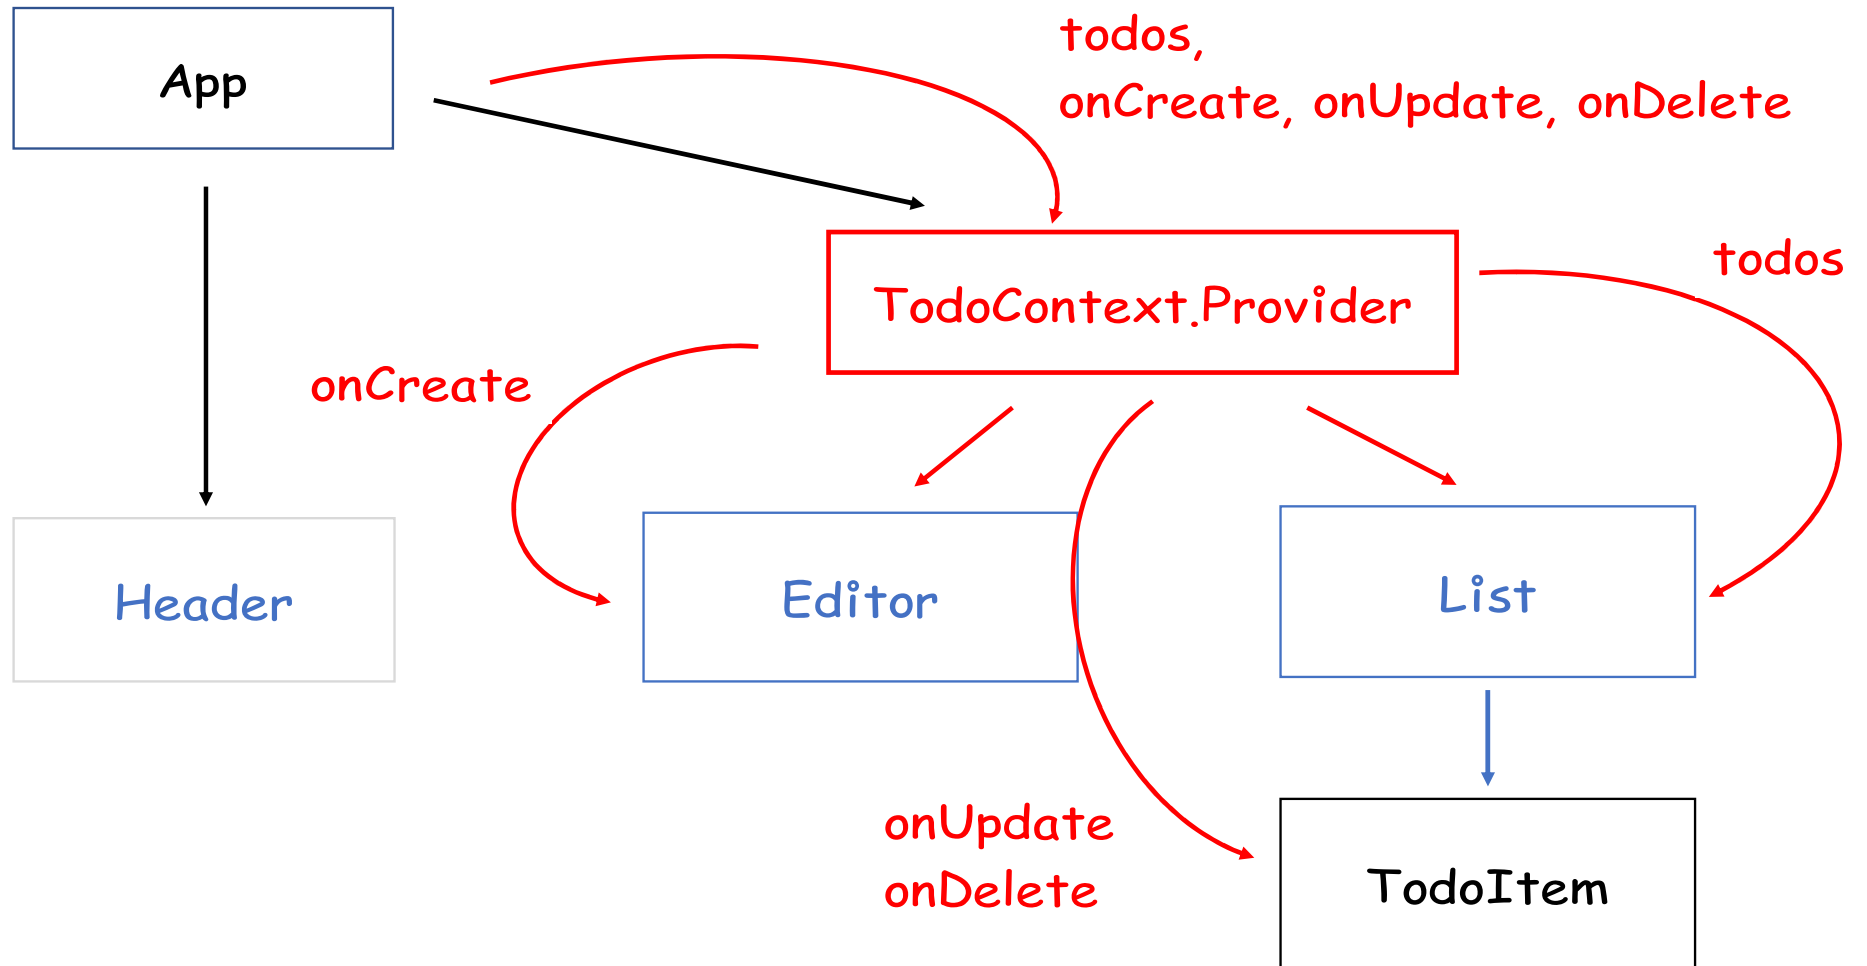 todos,
App
onCreate, onUpdate, onDelete
todos
TodoContext.Provider
onCreate
Header
Editor
List
onUpdate
onDelete
TodoItem